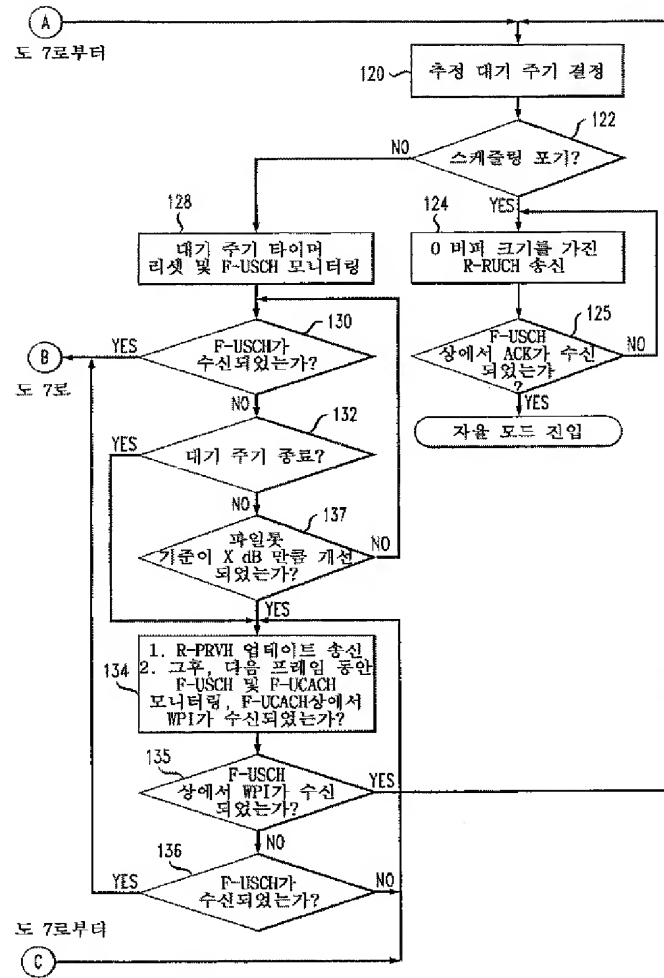 A
도 7로부터
120
추정 대기 주기 결정
122
스케줄링 포기?
NO
YES
128
대기 주기 타이머
리셋 및 F-USCH 모니터링
124
0 버퍼 크기를 가진
R-RUCH 송신
130
F-USCH가
수신되었는가?
YES
B
도 7로
NO
125
F-USCH
상에서 ACK가 수신
되었는가
?
NO
YES
자율 모드 진입
132
대기 주기 종료?
YES
NO
137
파일롯
기준이 X dB 만큼 개선
되었는가?
NO
YES
134
1. R-PRVH 업데이트 송신
2. 그후, 다음 프레임 동안
F-USCH 및 F-UCACH
모니터링, F-UCACH상에서
WPI가 수신되었는가?
135
F-USCH
상에서 WPI가 수신
되었는가?
YES
NO
136
F-USCH가
수신되었는가?
YES
NO
도 7로부터
C